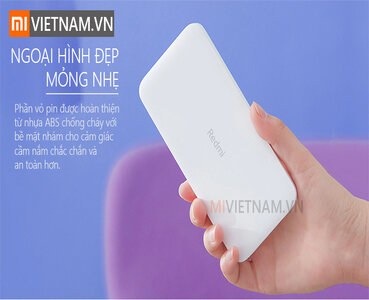 mi VIETNAM.VN
NGOẠI HÌNH ĐẸP
MỎNG NHẸ
Phần vỏ pin được hoàn thiện
từ nhựa ABS chống cháy với
bề mặt nhám cho cảm giác
cầm nắm chắc chắn và
an toàn hơn.
Redmi
MIVIETNAM.VN